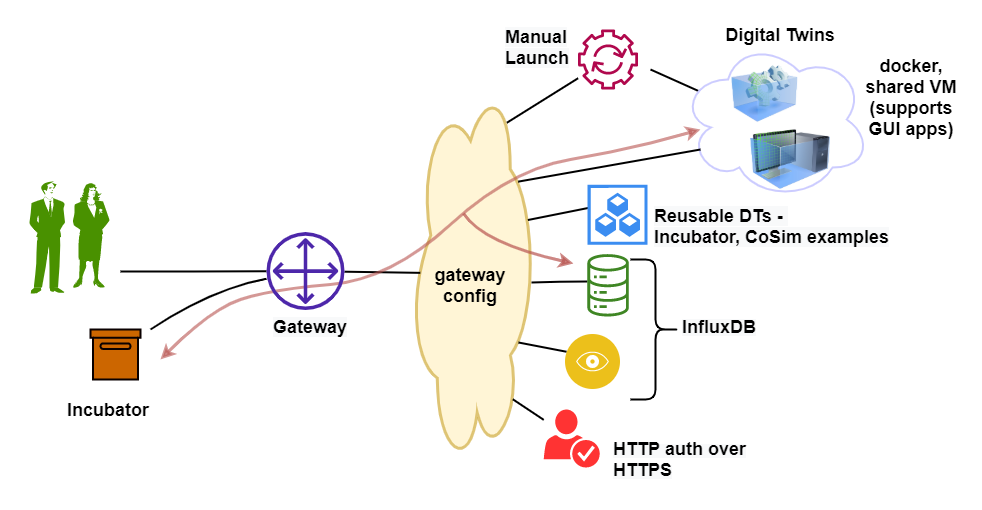 Manual
Launch
Digital Twins
docker,
shared VM
(supports
GUI apps)
Reusable DTs -
Incubator, CoSim examples
gateway
config
Gateway
InfluxDB
Incubator
HTTP auth over
HTTPS